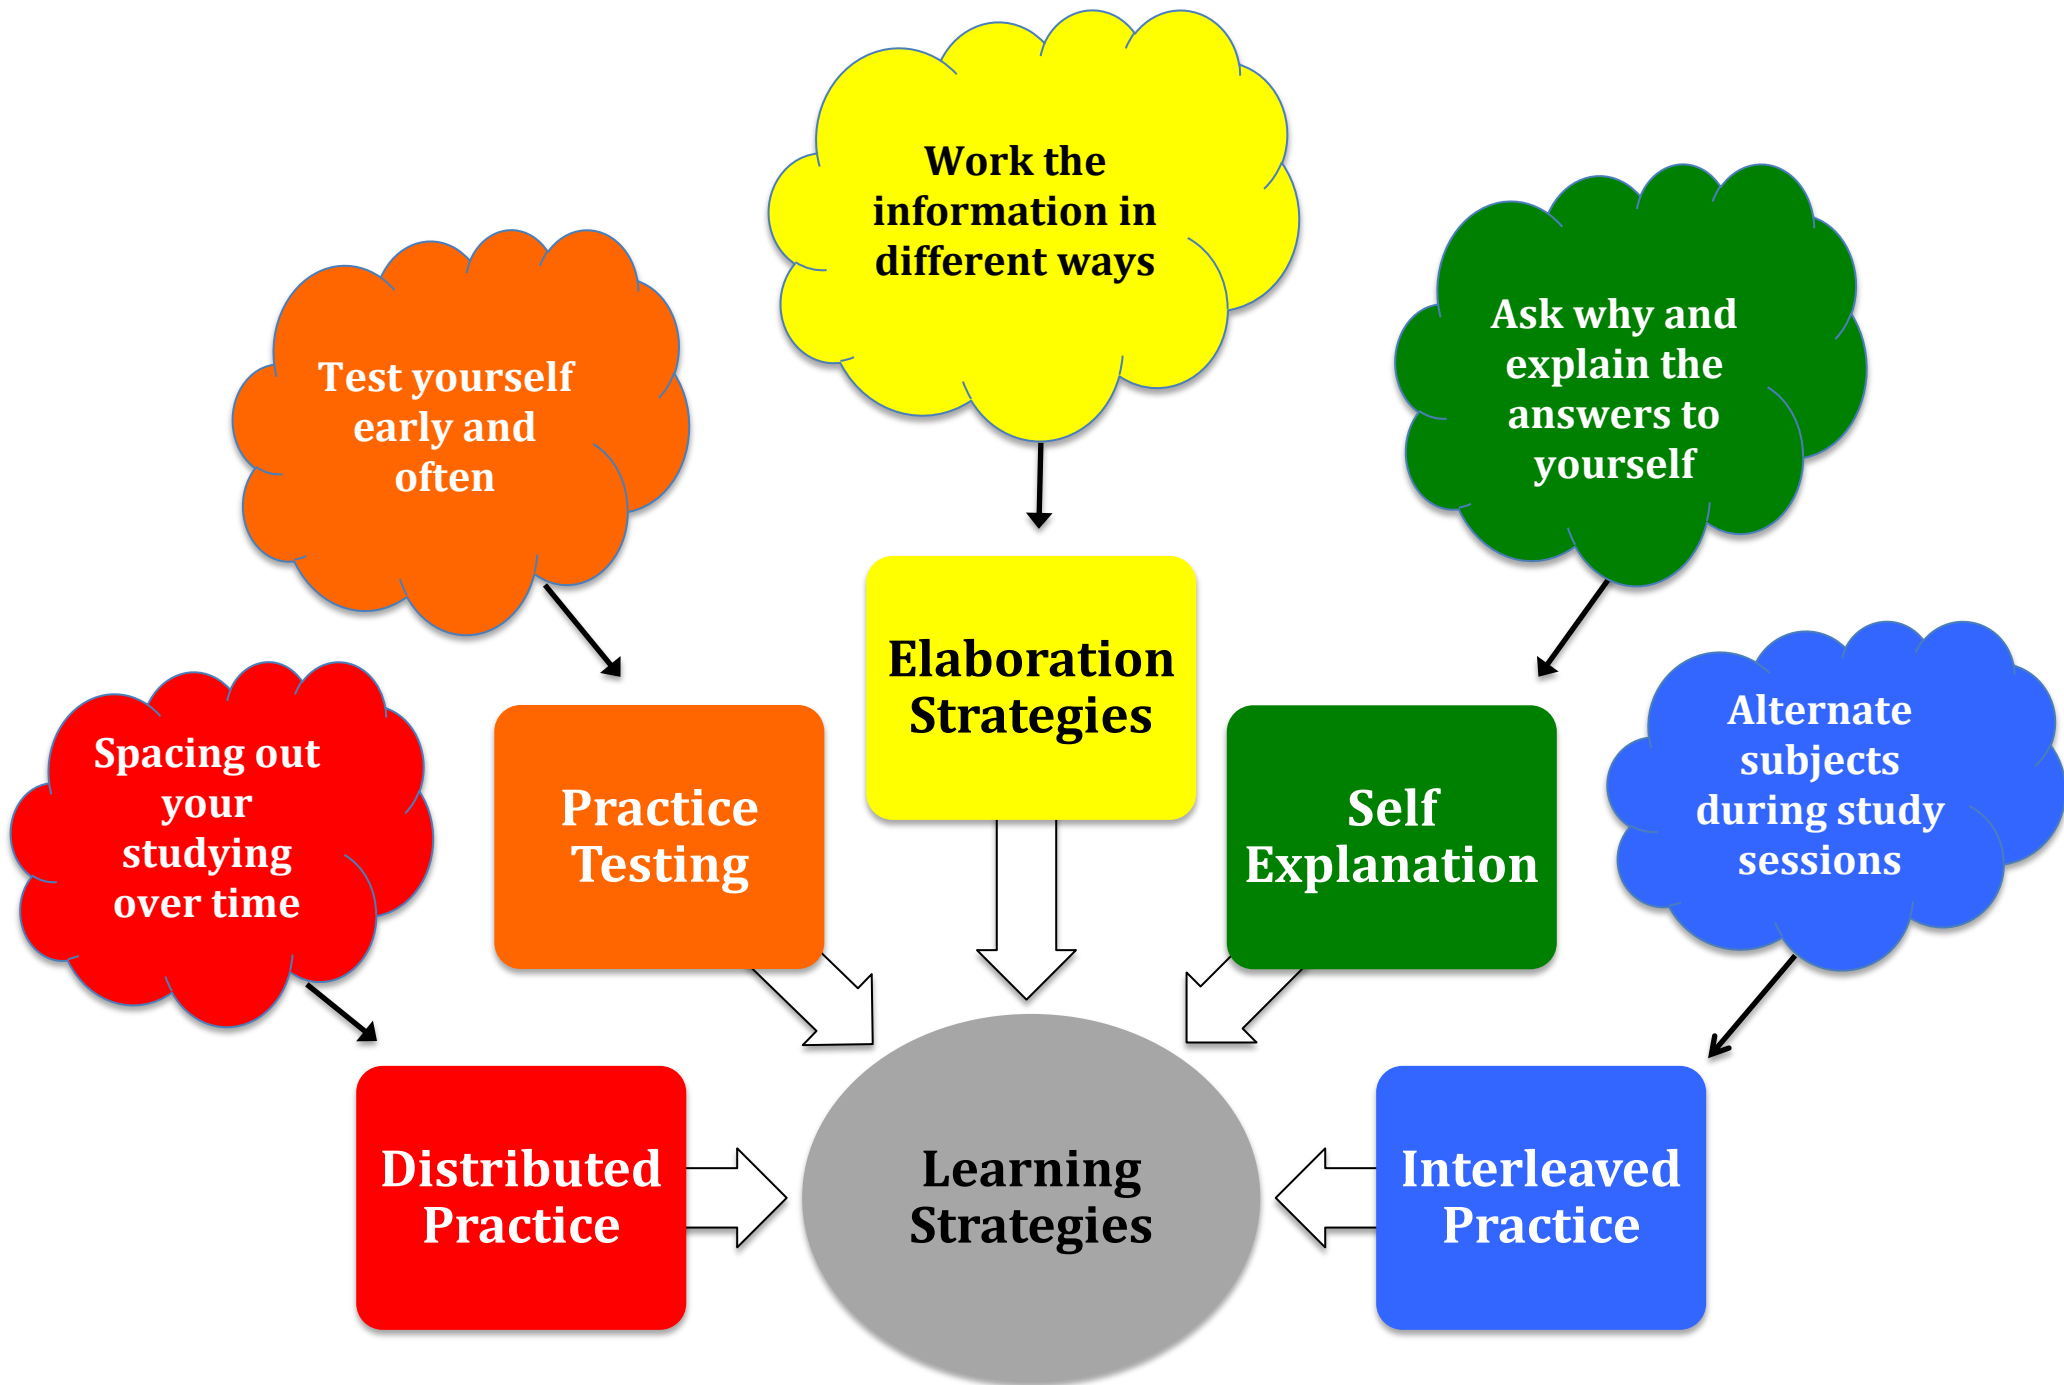 Work the
information in
different ways
Test yourself
early and
often
Ask why and
explain the
answers to
yourself
Spacing out
your
studying
over time
Alternate
subjects
during study
sessions
Elaboration
Strategies
Practice
Testing
Self
Explanation
Distributed
Practice
Learning
Strategies
Interleaved
Practice